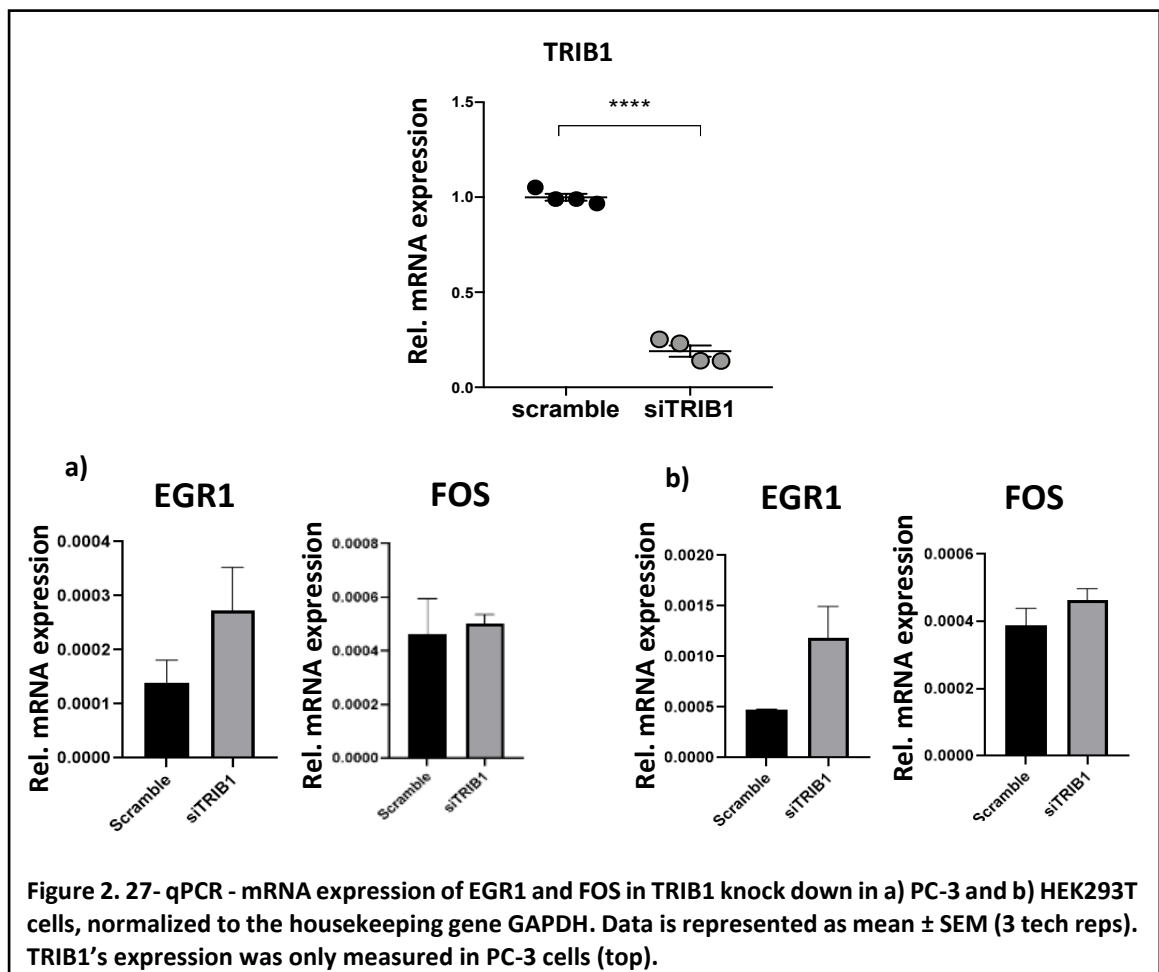 TRIB1
Rel. mRNA expression
1.5
1.0
0.5
0.0
****
scramble siTRIB1
a)
EGR1
Rel. mRNA expression
0.0004
0.0003
0.0002
0.0001
0.0000
Scramble
siTRIB1
FOS
Rel. mRNA expression
0.0008
0.0006
0.0004
0.0002
0.0000
Scramble
siTRIB1
b)
EGR1
Rel. mRNA expression
0.0020
0.0015
0.0010
0.0005
0.0000
Scramble
siTRIB1
FOS
Rel. mRNA expression
0.0006
0.0004
0.0002
0.0000
Scramble
siTRIB1
Figure 2. 27- qPCR - mRNA expression of EGR1 and FOS in TRIB1 knock down in a) PC-3 and b) HEK293T
cells, normalized to the housekeeping gene GAPDH. Data is represented as mean ± SEM (3 tech reps).
TRIB1’s expression was only measured in PC-3 cells (top).